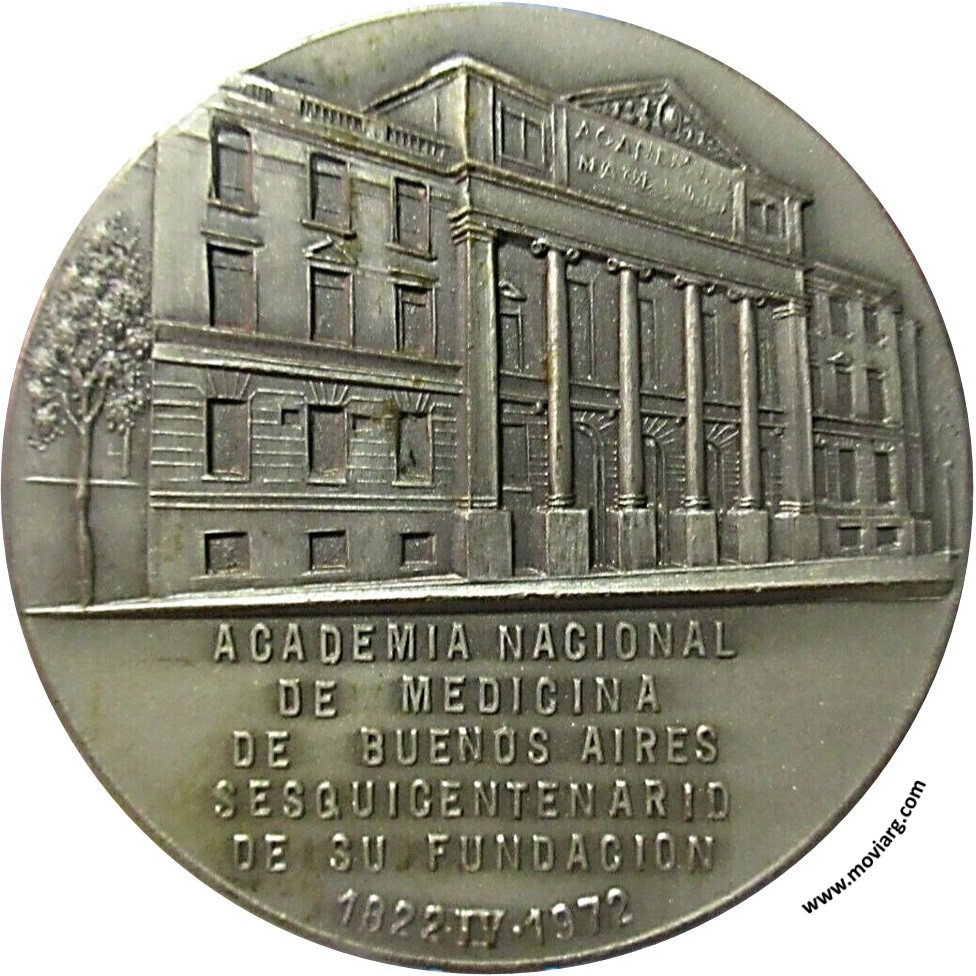 ACADEMIA NACIONAL
DE MEDICINA
DE BUENOS AIRES
SESQUICENTENARIO
DE SU FUNDACION
1822·IV·1972
www.moviarg.com